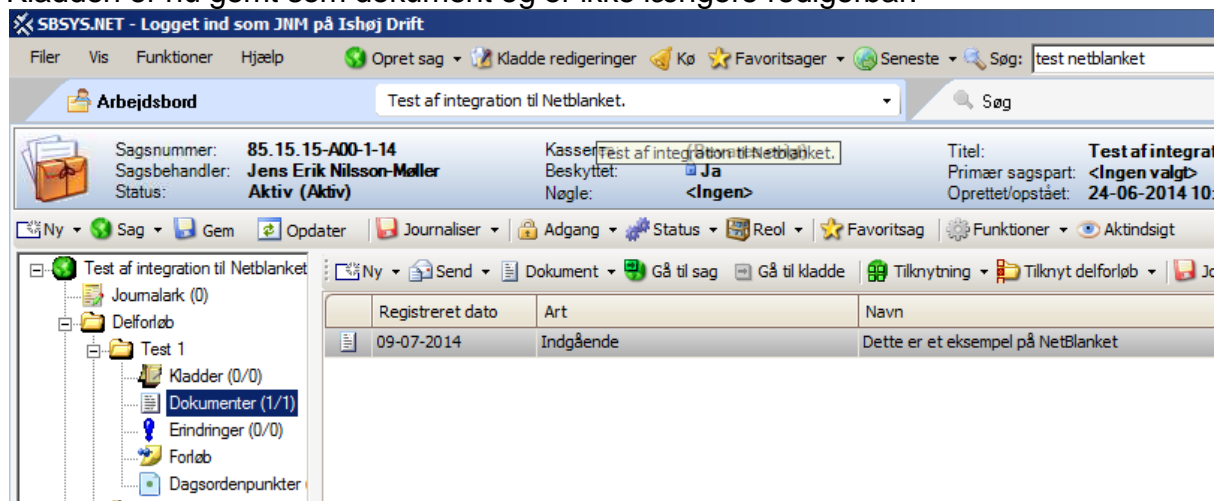 Kladden er nu gemt som dokument og er ikke længere redigerbar.
SBSYS.NET - Logget ind som JNM på Ishøj Drift
Filer Vis Funktioner Hjælp Opret sag Kladde redigeringer Kø Favoritsager Seneste Søg: test netblanket
Arbejdsbord Test af integration til Netblanket. Søg
Sagsnummer: 85.15.15-A00-1-14 Test af integration til Netblanket. Titel: Test af integrat
Sagsbehandler: Jens Erik Nilsson-Møller Beskyttet: Ja Primær sagspart: <Ingen valgt>
Status: Aktiv (Aktiv) Nøgle: <Ingen> Oprettet/opstået: 24-06-2014 10:
Ny Sag Gem Opdater Journaliser Adgang Status Reol Favoritsag Funktioner Aktindsigt
Test af integration til Netblanket Ny Send Dokument Gå til sag Gå til kladde Tilknytning Tilknyt delforløb Jo
Journalark (0)
Registreret dato Art Navn
Delforløb
09-07-2014 Indgående Dette er et eksempel på NetBlanket
Test 1
Kladder (0/0)
Dokumenter (1/1)
Erindringer (0/0)
Forløb
Dagsordenpunkter